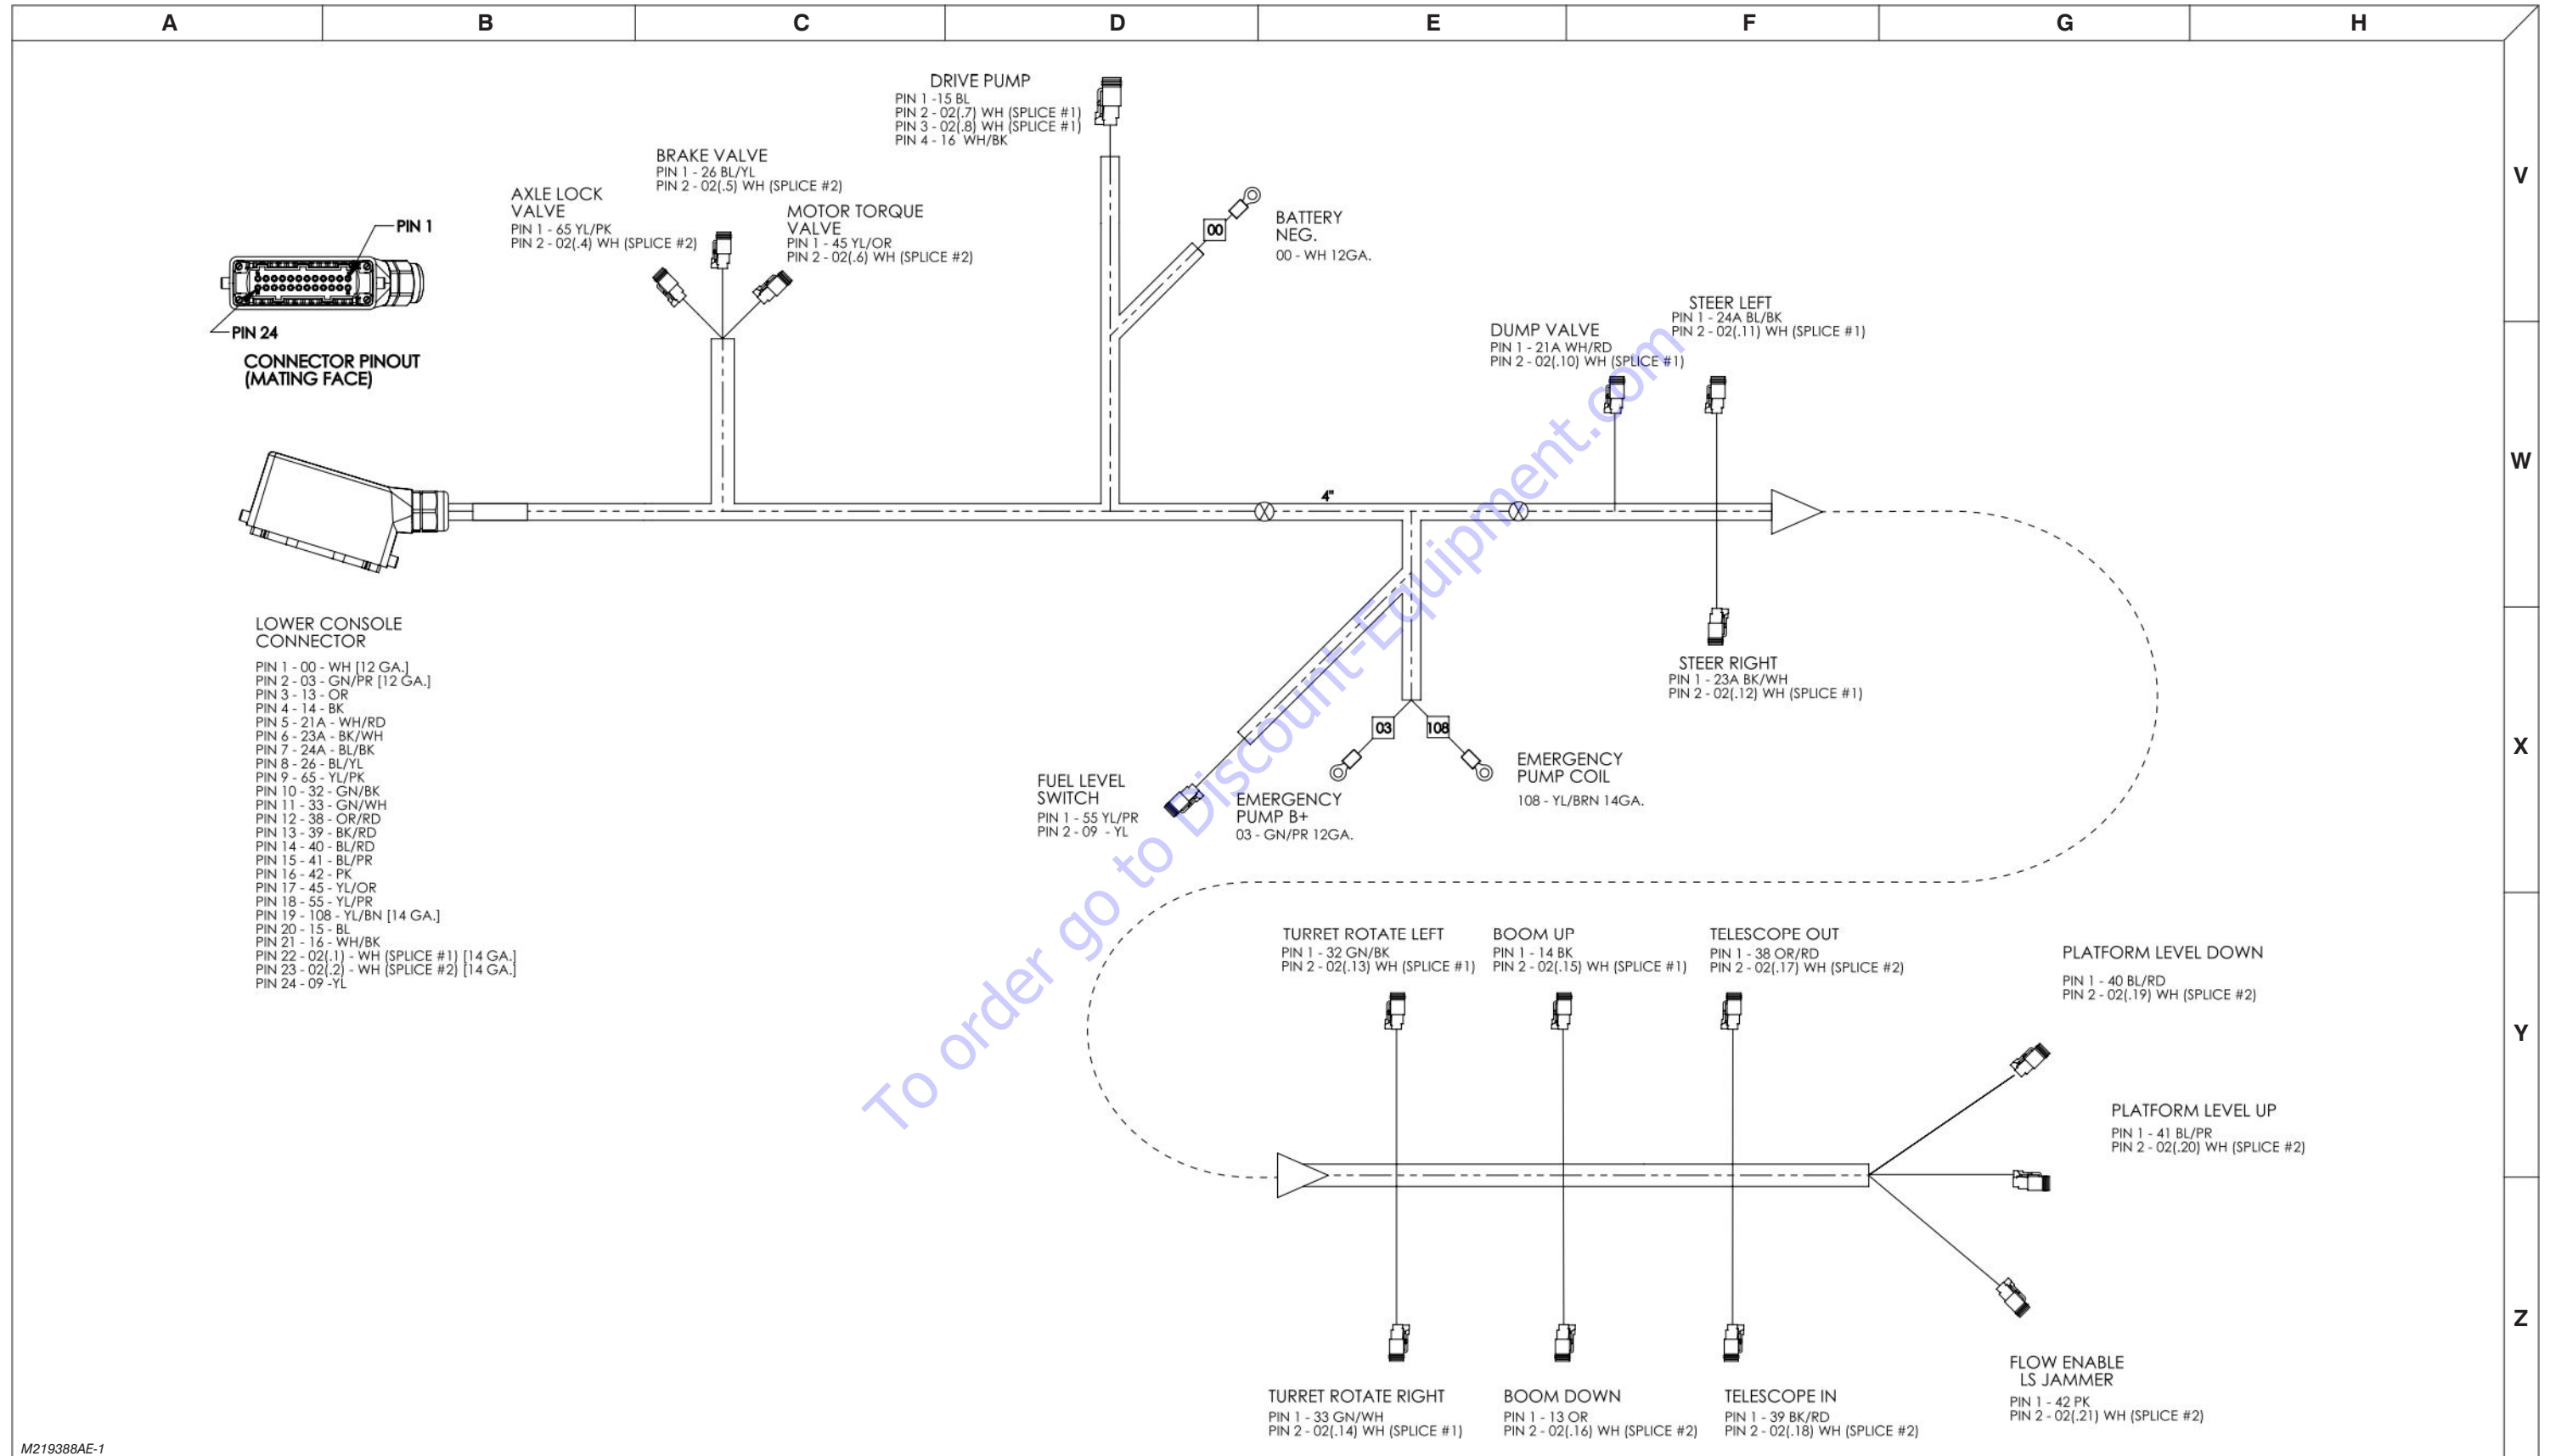 A B C D E F G H
V
W
X
Y
Z
DRIVE PUMP
PIN 1 -15 BL
PIN 2 - 02(.7) WH (SPLICE #1)
PIN 3 - 02(.8) WH (SPLICE #1)
PIN 4 - 16 WH/BK
BRAKE VALVE
PIN 1 - 26 BL/YL
PIN 2 - 02(.5) WH (SPLICE #2)
AXLE LOCK
VALVE
PIN 1 - 65 YL/PK
PIN 2 - 02(.4) WH (SPLICE #2)
MOTOR TORQUE
VALVE
PIN 1 - 45 YL/OR
PIN 2 - 02(.6) WH (SPLICE #2)
PIN 1
PIN 24
CONNECTOR PINOUT
(MATING FACE)
00
BATTERY
NEG.
00 - WH 12GA.
STEER LEFT
PIN 1 - 24A BL/BK
PIN 2 - 02(.11) WH (SPLICE #1)
DUMP VALVE
PIN 1 - 21A WH/RD
PIN 2 - 02(.10) WH (SPLICE #1)
4"
LOWER CONSOLE
CONNECTOR
PIN 1 - 00 - WH [12 GA.]
PIN 2 - 03 - GN/PR [12 GA.]
PIN 3 - 13 - OR
PIN 4 - 14 - BK
PIN 5 - 21A - WH/RD
PIN 6 - 23A - BK/WH
PIN 7 - 24A - BL/BK
PIN 8 - 26 - BL/YL
PIN 9 - 65 - YL/PK
PIN 10 - 32 - GN/BK
PIN 11 - 33 - GN/WH
PIN 12 - 38 - OR/RD
PIN 13 - 39 - BK/RD
PIN 14 - 40 - BL/RD
PIN 15 - 41 - BL/PR
PIN 16 - 42 - PK
PIN 17 - 45 - YL/OR
PIN 18 - 55 - YL/PR
PIN 19 - 108 - YL/BN [14 GA.]
PIN 20 - 15 - BL
PIN 21 - 16 - WH/BK
PIN 22 - 02(.1) - WH (SPLICE #1) [14 GA.]
PIN 23 - 02(.2) - WH (SPLICE #2) [14 GA.]
PIN 24 - 09 -YL
STEER RIGHT
PIN 1 - 23A BK/WH
PIN 2 - 02(.12) WH (SPLICE #1)
03
108
FUEL LEVEL
SWITCH
PIN 1 - 55 YL/PR
PIN 2 - 09 - YL
EMERGENCY
PUMP B+
03 - GN/PR 12GA.
EMERGENCY
PUMP COIL
108 - YL/BRN 14GA.
TURRET ROTATE LEFT
PIN 1 - 32 GN/BK
PIN 2 - 02(.13) WH (SPLICE #1)
BOOM UP
PIN 1 - 14 BK
PIN 2 - 02(.15) WH (SPLICE #1)
TELESCOPE OUT
PIN 1 - 38 OR/RD
PIN 2 - 02(.17) WH (SPLICE #2)
PLATFORM LEVEL DOWN
PIN 1 - 40 BL/RD
PIN 2 - 02(.19) WH (SPLICE #2)
PLATFORM LEVEL UP
PIN 1 - 41 BL/PR
PIN 2 - 02(.20) WH (SPLICE #2)
FLOW ENABLE
LS JAMMER
PIN 1 - 42 PK
PIN 2 - 02(.21) WH (SPLICE #2)
TURRET ROTATE RIGHT
PIN 1 - 33 GN/WH
PIN 2 - 02(.14) WH (SPLICE #1)
BOOM DOWN
PIN 1 - 13 OR
PIN 2 - 02(.16) WH (SPLICE #2)
TELESCOPE IN
PIN 1 - 39 BK/RD
PIN 2 - 02(.18) WH (SPLICE #2)
To order go to Discount-Equipment.com
M219388AE-1